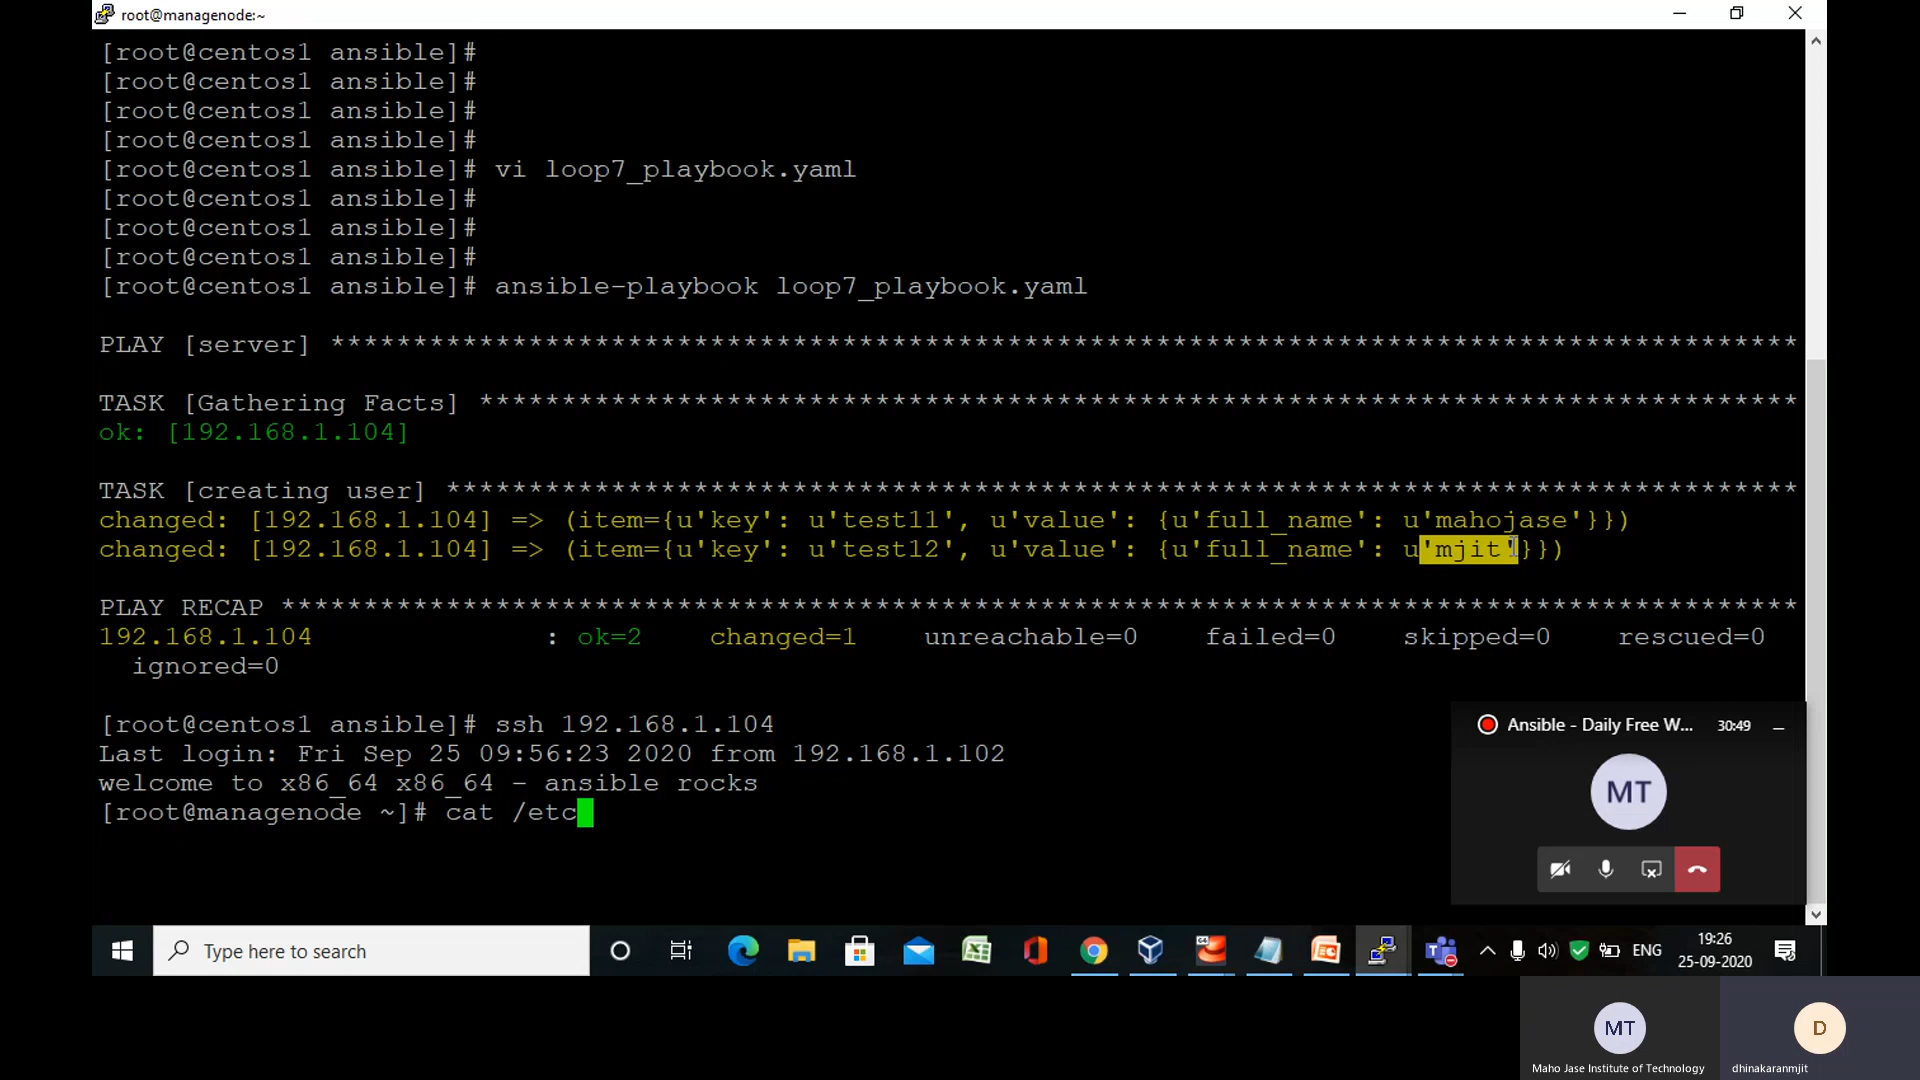 root@managenode:~
[root@centos1 ansible]#
[root@centos1 ansible]#
[root@centos1 ansible]#
[root@centos1 ansible]#
[root@centos1 ansible]# vi loop7_playbook.yaml
[root@centos1 ansible]#
[root@centos1 ansible]#
[root@centos1 ansible]#
[root@centos1 ansible]# ansible-playbook loop7_playbook.yaml
PLAY [server] *****************************************************************************************
TASK [Gathering Facts] ********************************************************************************
ok: [192.168.1.104]
TASK [creating user] **********************************************************************************
changed: [192.168.1.104] => (item={u'key': u'test11', u'value': {u'full_name': u'mahojase'}})
changed: [192.168.1.104] => (item={u'key': u'test12', u'value': {u'full_name': u'mjit'}})
PLAY RECAP ********************************************************************************************
192.168.1.104 : ok=2 changed=1 unreachable=0 failed=0 skipped=0 rescued=0
ignored=0
[root@centos1 ansible]# ssh 192.168.1.104
Last login: Fri Sep 25 09:56:23 2020 from 192.168.1.102
welcome to x86_64 x86_64 - ansible rocks
[root@managenode ~]# cat /etc
Ansible - Daily Free W... 30:49
MT
Type here to search
ENG
19:26
25-09-2020
MT
D
Maho Jase Institute of Technology
dhinakaranmjit